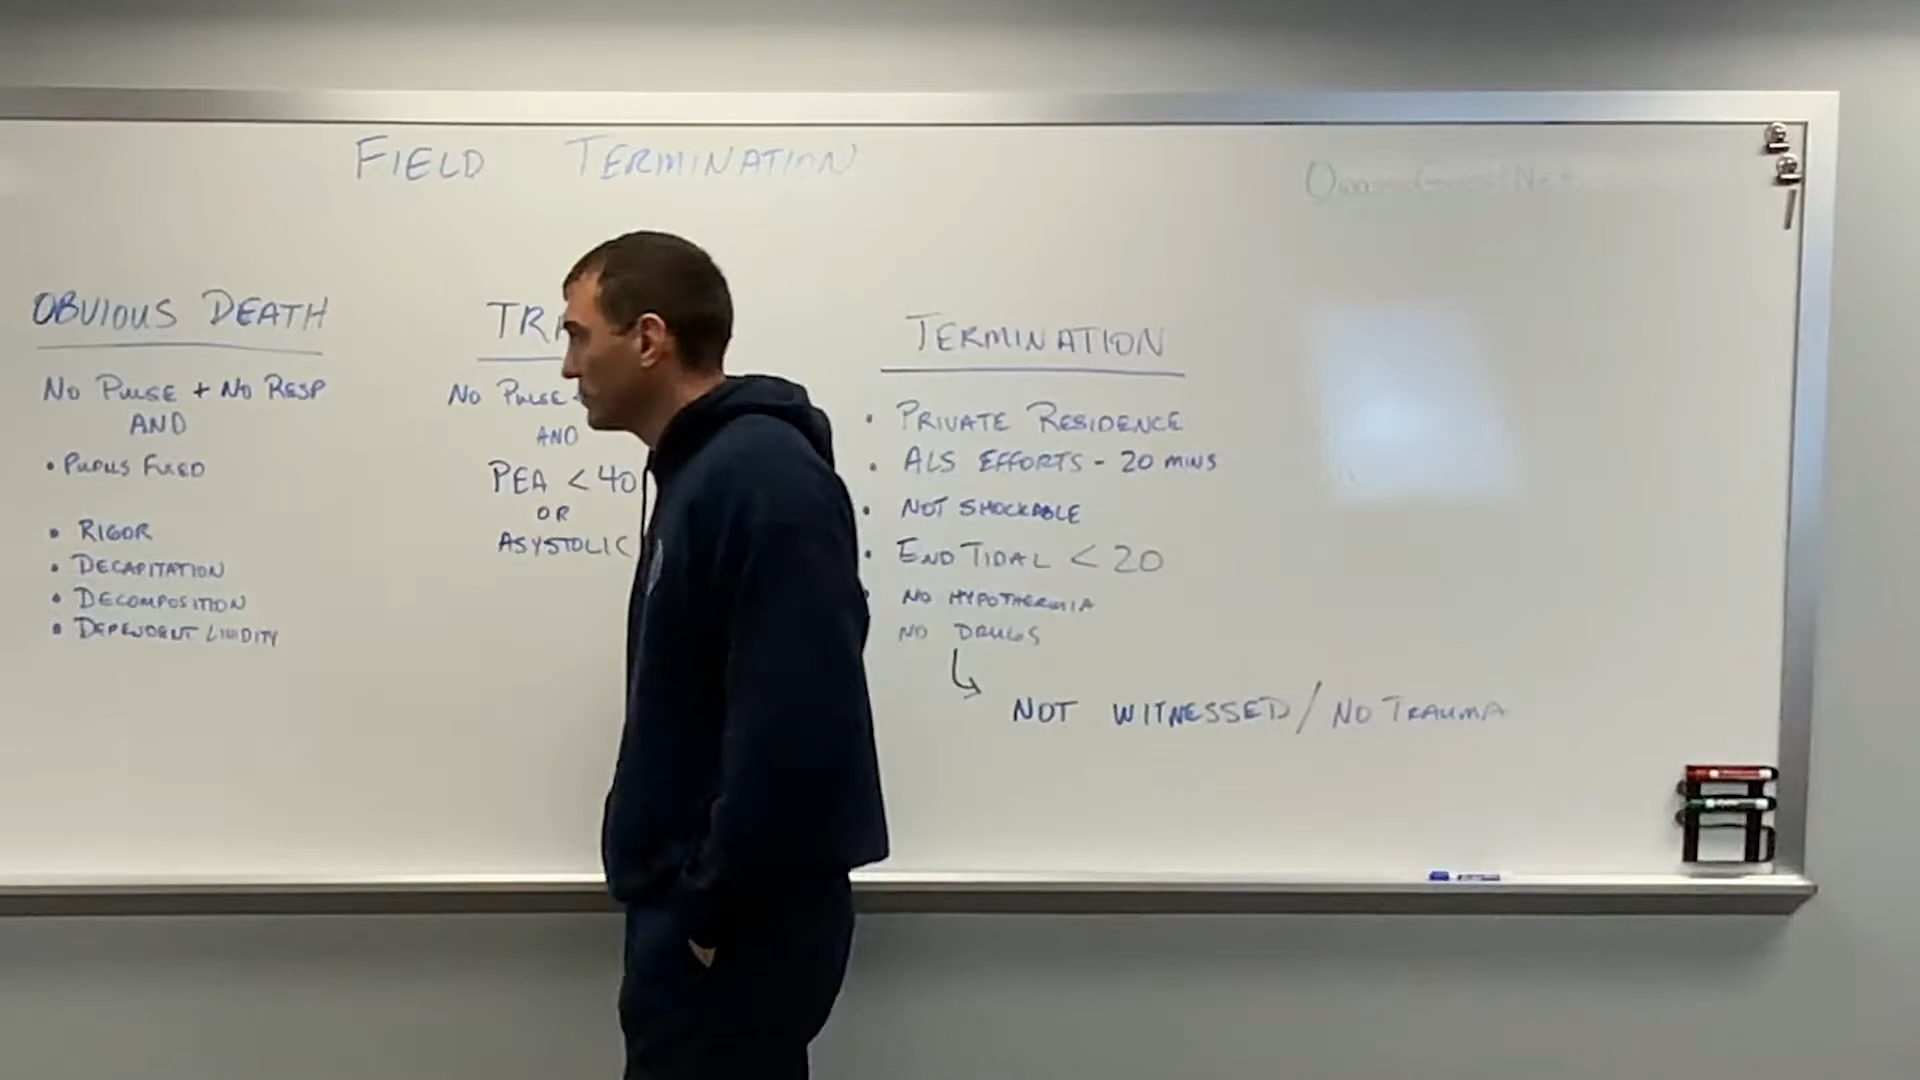 FIELD TERMINATION
OBVIOUS DEATH
NO PULSE + NO RESP
AND
• PUPILS FIXED
• RIGOR
• DECAPITATION
• DECOMPOSITION
• DEPENDENT LIVIDITY
TRA
NO PULSE
AND
PEA < 40
OR
ASYSTOLIC
TERMINATION
• PRIVATE RESIDENCE
• ALS EFFORTS - 20 MINS
• NOT SHOCKABLE
• END TIDAL < 20
• NO HYPOTHERMIA
NO DRUGS
↳ NOT WITNESSED / NO TRAUMA